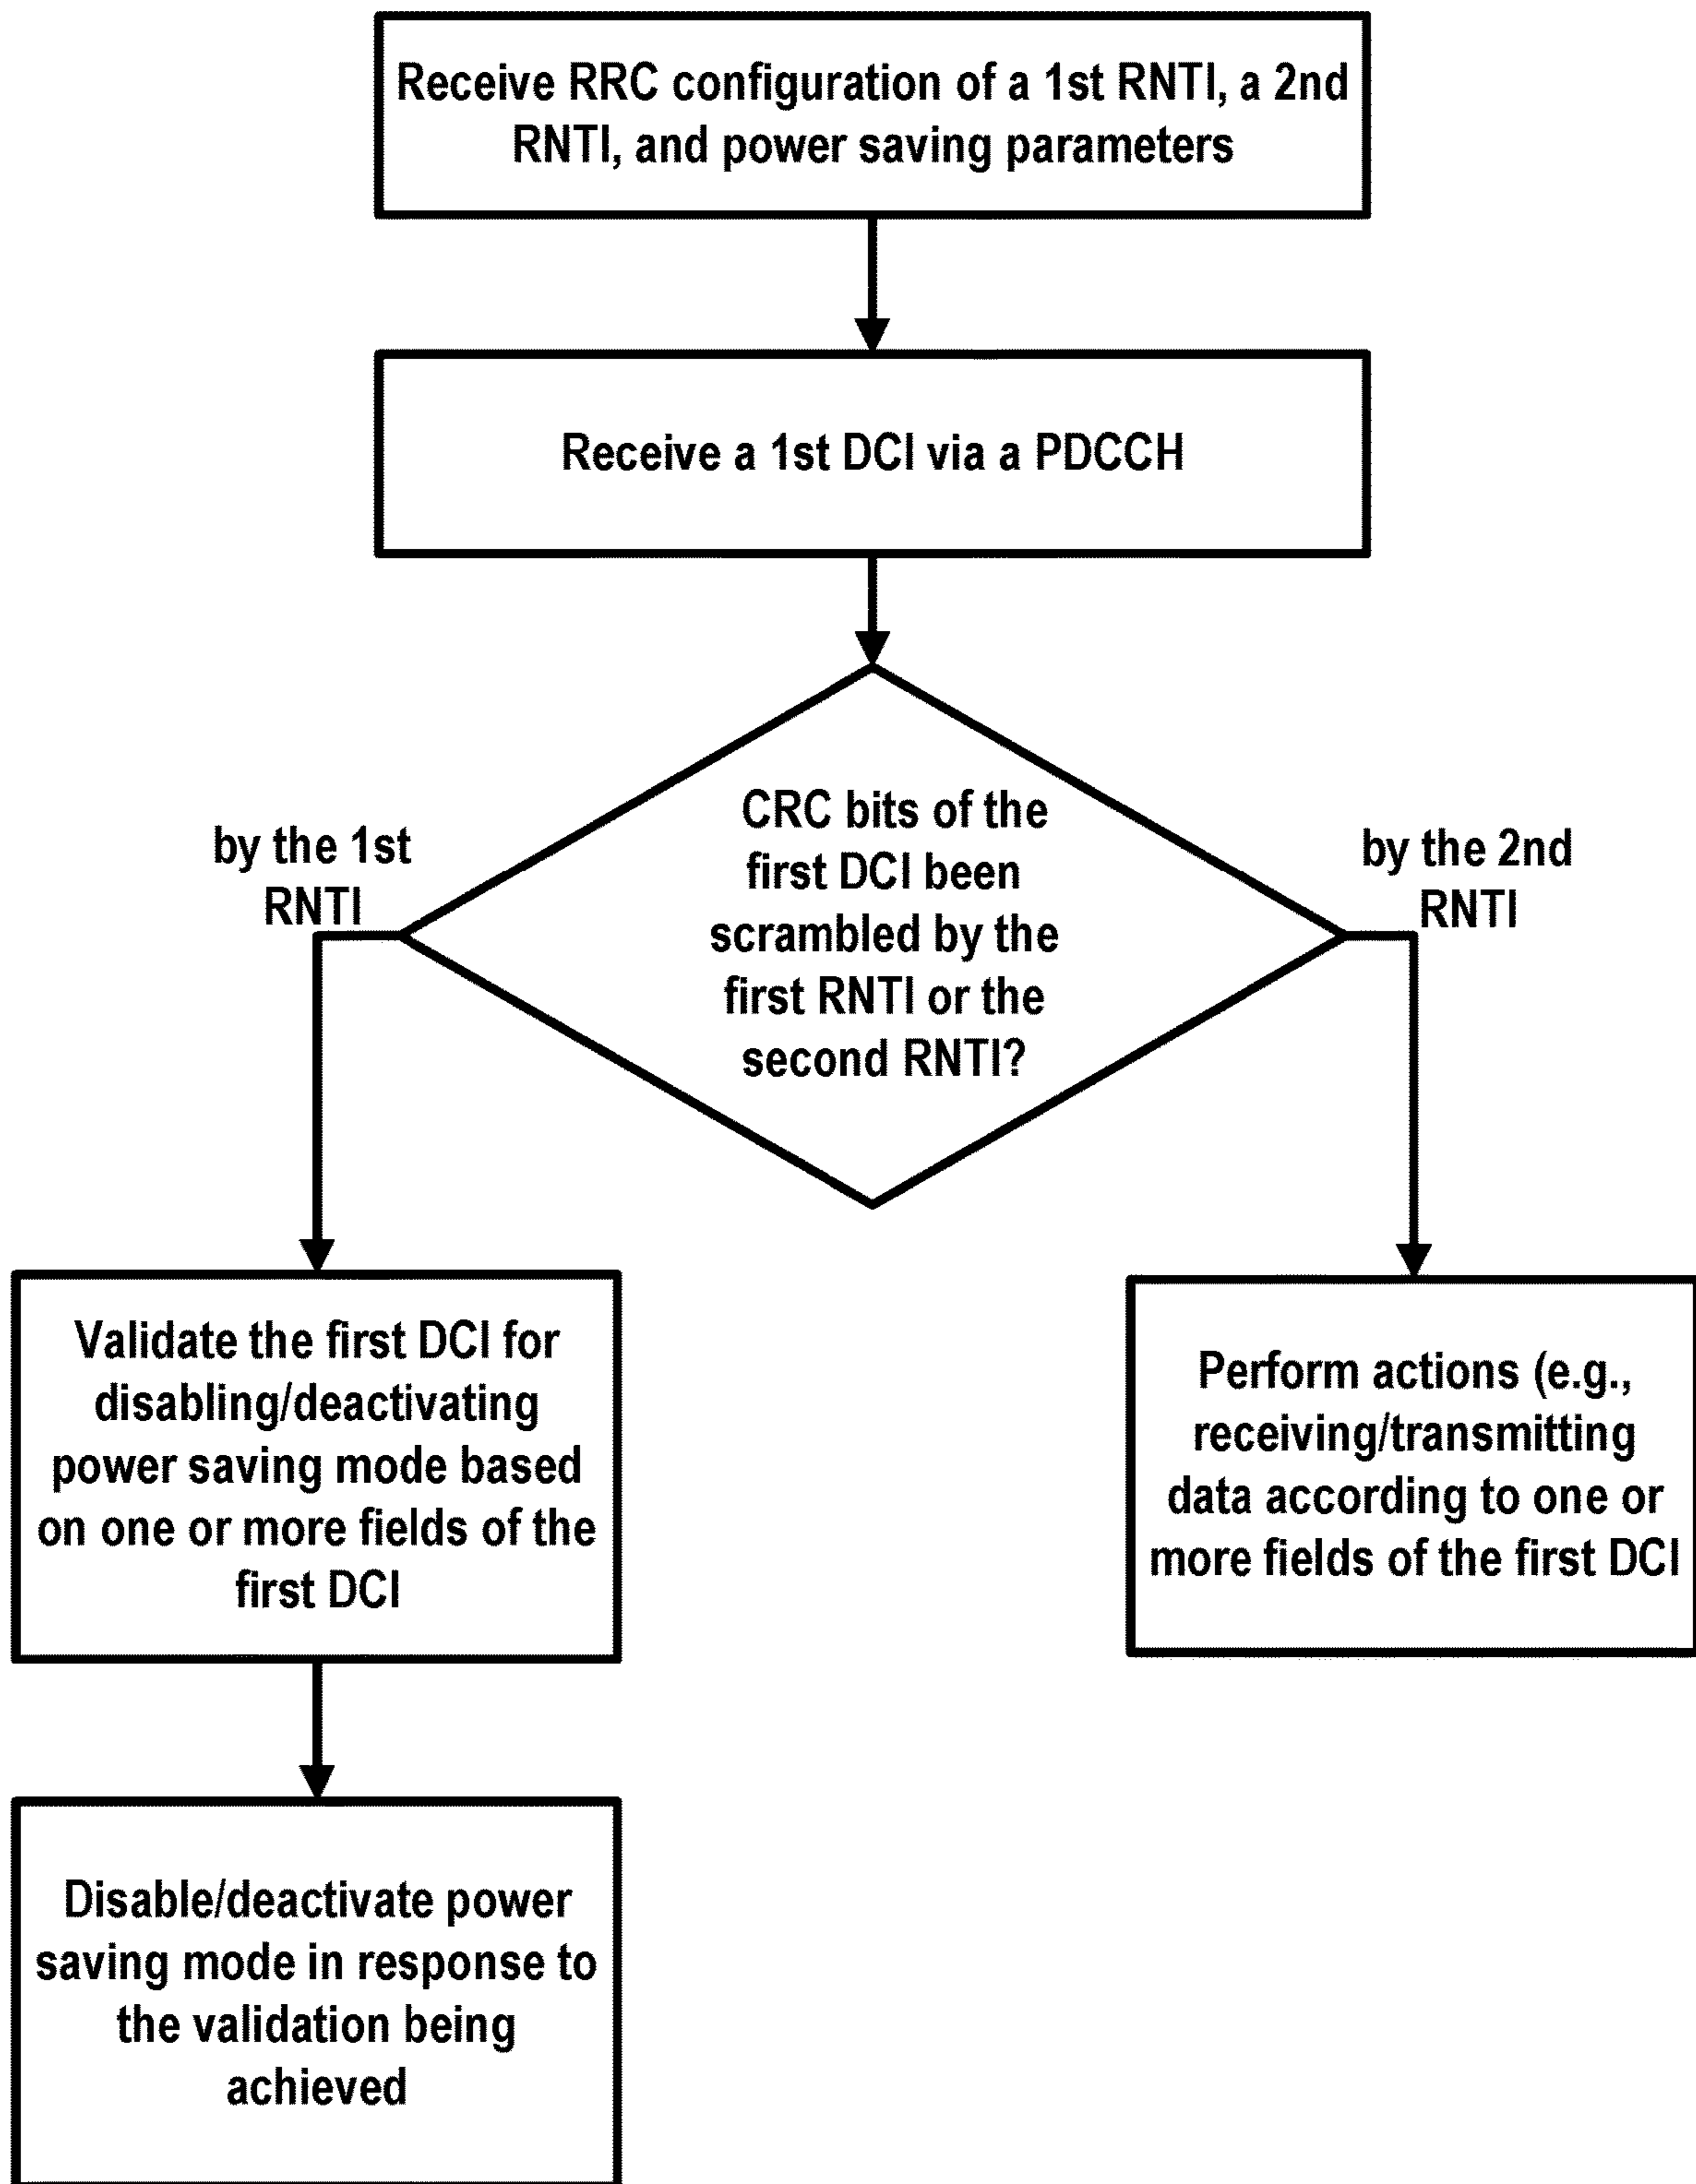 Receive RRC configuration of a 1st RNTI, a 2nd
RNTI, and power saving parameters
Receive a 1st DCI via a PDCCH
CRC bits of the
first DCI been
scrambled by the
first RNTI or the
second RNTI?
by the 1st
RNTI
by the 2nd
RNTI
Validate the first DCI for
disabling/deactivating
power saving mode based
on one or more fields of the
first DCI
Perform actions (e.g.,
receiving/transmitting
data according to one or
more fields of the first DCI
Disable/deactivate power
saving mode in response to
the validation being
achieved